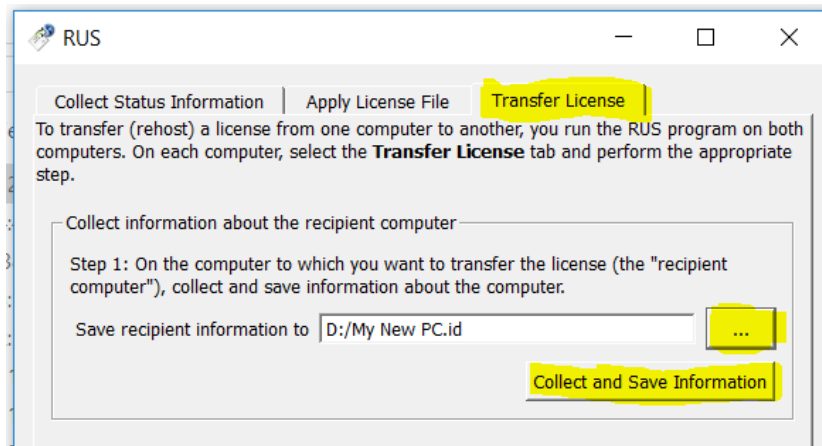 RUS
Collect Status Information Apply License File Transfer License
To transfer (rehost) a license from one computer to another, you run the RUS program on both
computers. On each computer, select the Transfer License tab and perform the appropriate
step.
Collect information about the recipient computer
Step 1: On the computer to which you want to transfer the license (the "recipient
computer"), collect and save information about the computer.
Save recipient information to D:/My New PC.id ...
Collect and Save Information